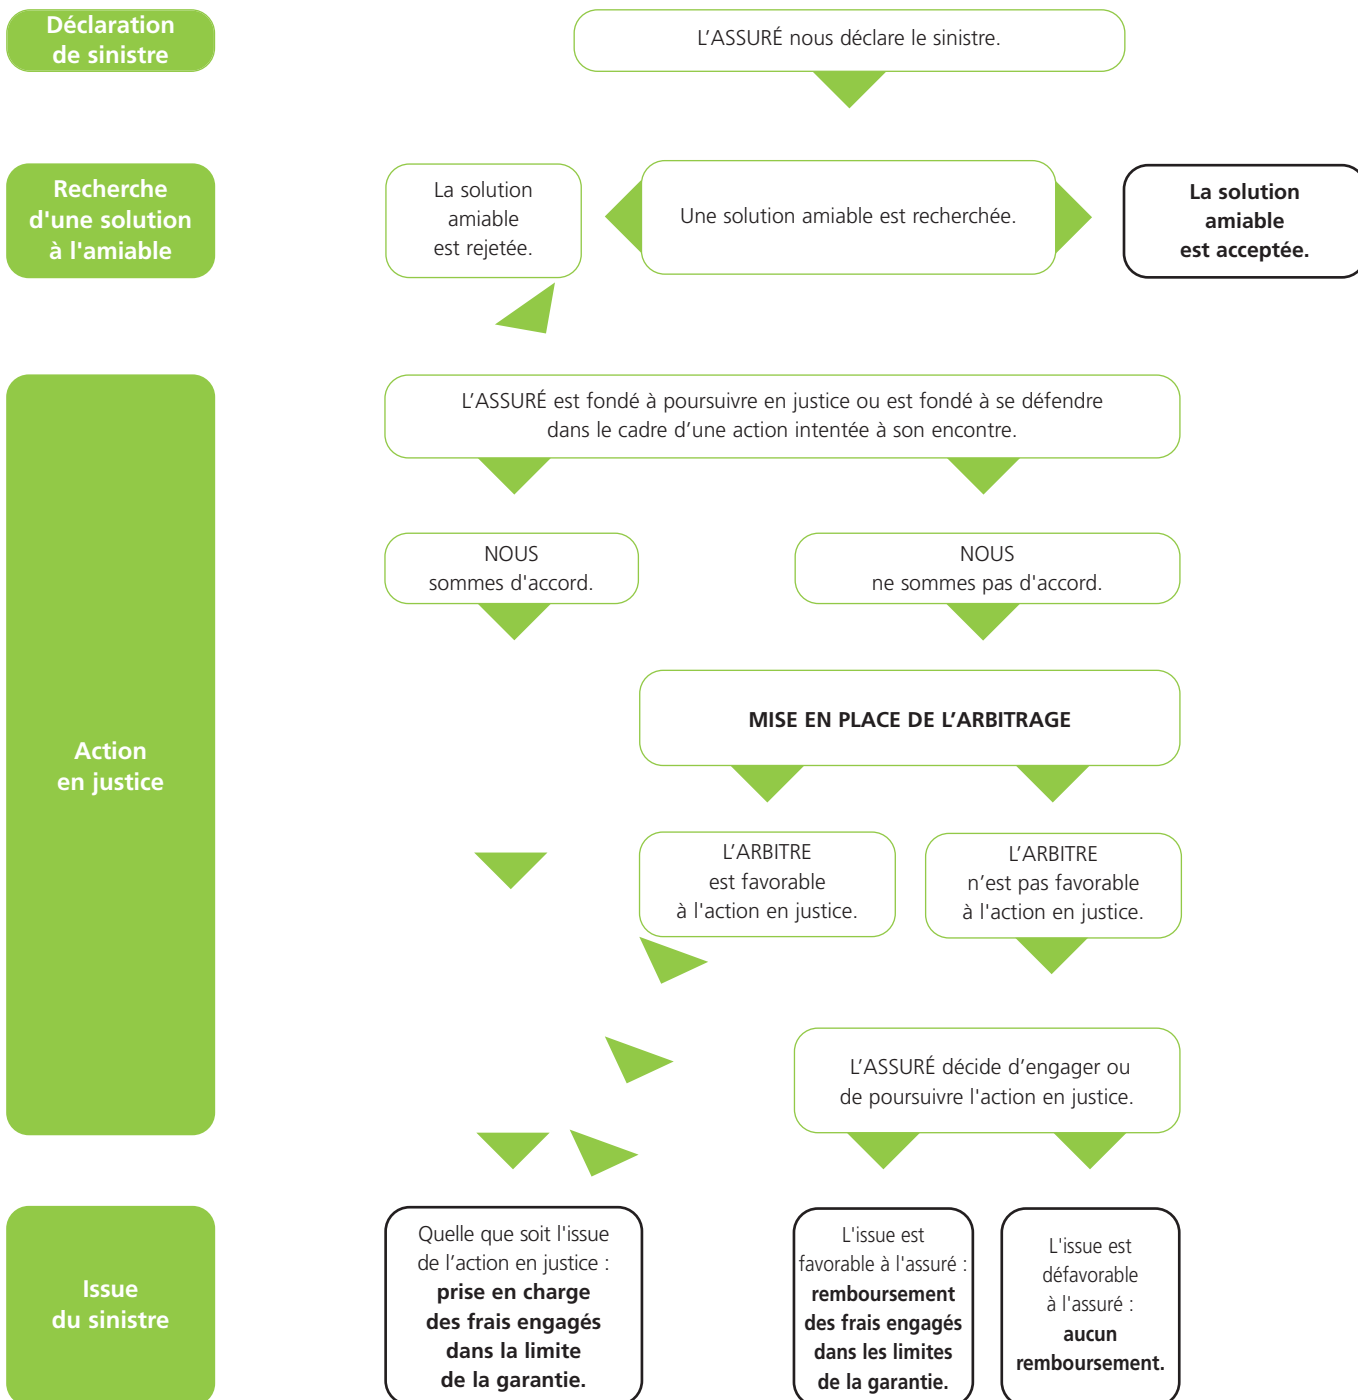 Déclaration
de sinistre
L’ASSURÉ nous déclare le sinistre.
Recherche
d'une solution
à l'amiable
La solution
amiable
est rejetée.
Une solution amiable est recherchée.
La solution
amiable
est acceptée.
Action
en justice
L’ASSURÉ est fondé à poursuivre en justice ou est fondé à se défendre
dans le cadre d’une action intentée à son encontre.
NOUS
sommes d'accord.
NOUS
ne sommes pas d'accord.
MISE EN PLACE DE L’ARBITRAGE
L’ARBITRE
est favorable
à l'action en justice.
L’ARBITRE
n’est pas favorable
à l'action en justice.
L’ASSURÉ décide d’engager ou
de poursuivre l'action en justice.
Issue
du sinistre
Quelle que soit l'issue
de l’action en justice :
prise en charge
des frais engagés
dans la limite
de la garantie.
L'issue est
favorable à l'assuré :
remboursement
des frais engagés
dans les limites
de la garantie.
L'issue est
défavorable
à l'assuré :
aucun
remboursement.